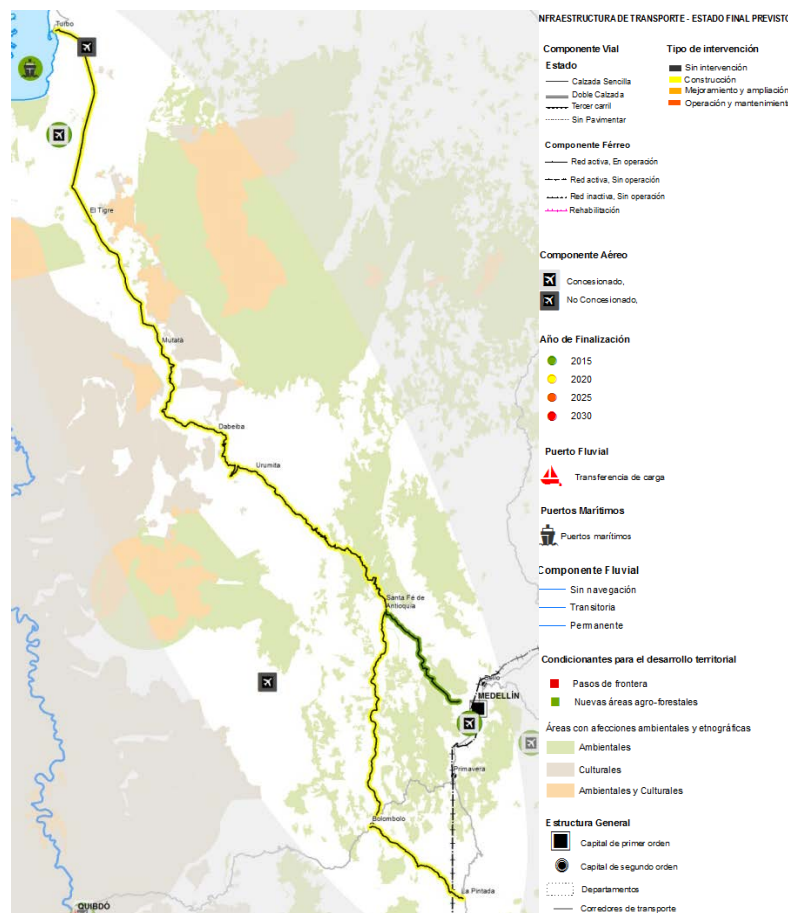 NFRAESTRUCTURA DE TRANSPORTE - ESTADO FINAL PREVISTO
Componente Vial
Estado
Calzada Sencilla
Doble Calzada
Tercer carril
Sin Pavimentar
Tipo de intervención
Sin intervención
Construcción
Mejoramiento y ampliación
Operación y mantenimiento
Componente Férreo
Red activa, En operación
Red activa, Sin operación
Red inactiva, Sin operación
Rehabilitación
Componente Aéreo
Concesionado,
No Concesionado,
Año de Finalización
2015
2020
2025
2030
Puerto Fluvial
Transferencia de carga
Puertos Marítimos
Puertos marítimos
Componente Fluvial
Sin navegación
Transitoria
Permanente
Condicionantes para el desarrollo territorial
Pasos de frontera
Nuevas áreas agro-forestales
Áreas con afecciones ambientales y etnográficas
Ambientales
Culturales
Ambientales y Culturales
Estructura General
Capital de primer orden
Capital de segundo orden
Departamentos
Corredores de transporte
Turbo
El Tigre
Mutatá
Dabeiba
Urumita
Santa Fé de
Antioquía
Bello
MEDELLÍN
Primavera
Bolombolo
La Pintada
QUIBDÓ